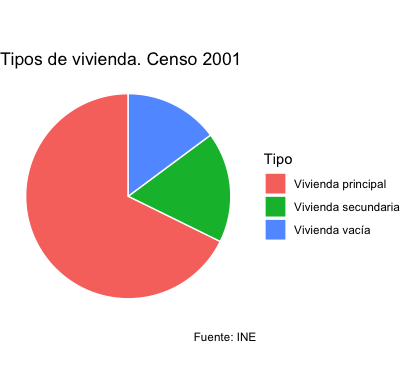 Tipos de vivienda. Censo 2001
Tipo
Vivienda principal
Vivienda secundaria
Vivienda vacía
Fuente: INE